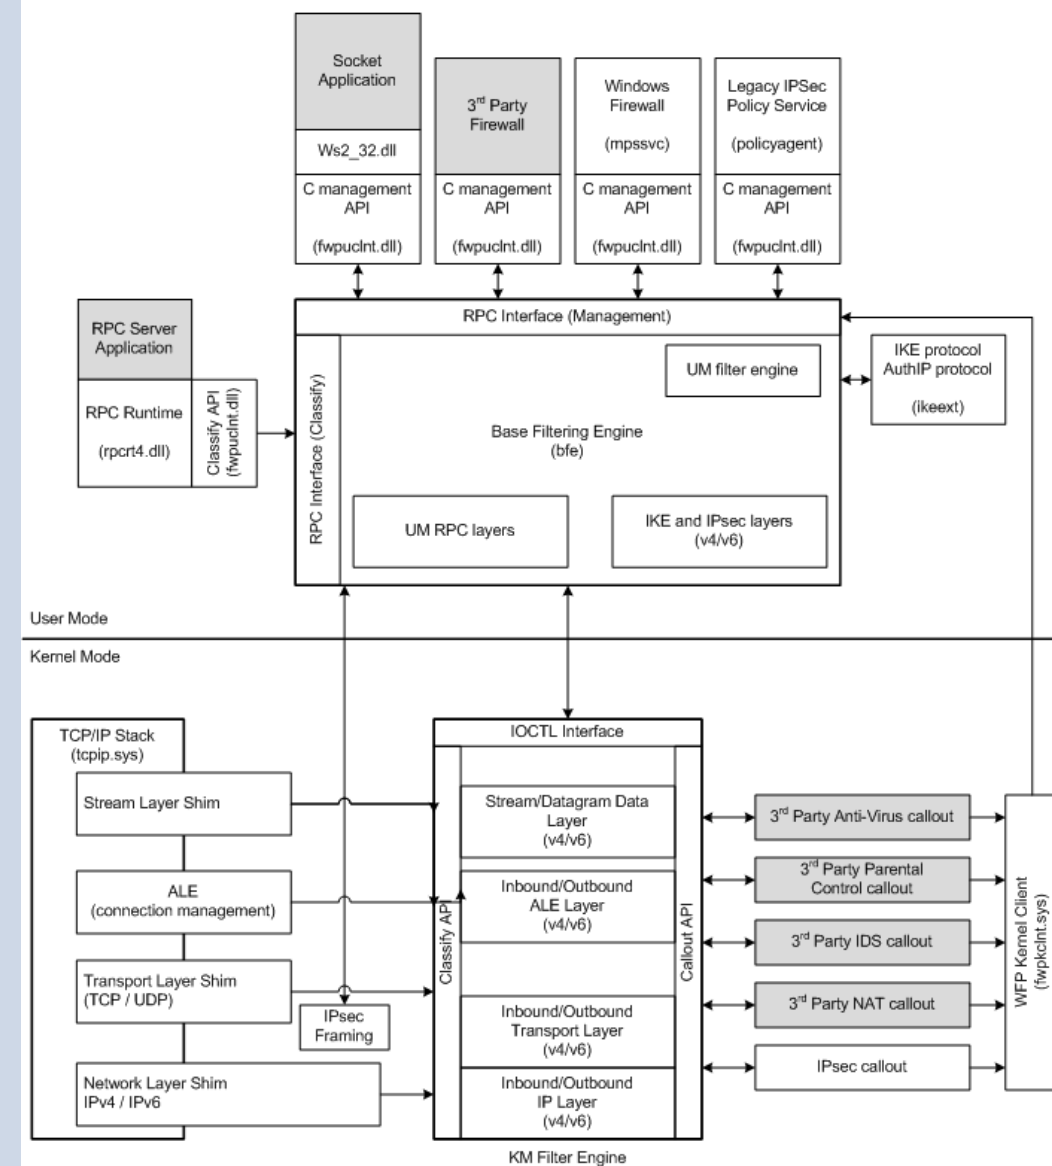 Socket
Application
Ws2_32.dll
C management
API
(fwpuclnt.dll)
3rd Party
Firewall
C management
API
(fwpuclnt.dll)
Windows
Firewall
(mpssvc)
C management
API
(fwpuclnt.dll)
Legacy IPSec
Policy Service
(policyagent)
C management
API
(fwpuclnt.dll)
RPC Server
Application
RPC Runtime
(rpcrt4.dll)
Classify API
(fwpuclnt.dll)
RPC Interface (Management)
RPC Interface (Classify)
UM filter engine
Base Filtering Engine
(bfe)
UM RPC layers
IKE and IPsec layers
(v4/v6)
IKE protocol
AuthIP protocol
(ikeext)
User Mode
Kernel Mode
TCP/IP Stack
(tcpip.sys)
Stream Layer Shim
ALE
(connection management)
Transport Layer Shim
(TCP / UDP)
IPsec
Framing
Network Layer Shim
IPv4 / IPv6
IOCTL Interface
Classify API
Stream/Datagram Data
Layer
(v4/v6)
Inbound/Outbound
ALE Layer
(v4/v6)
Inbound/Outbound
Transport Layer
(v4/v6)
Inbound/Outbound
IP Layer
(v4/v6)
Callout API
KM Filter Engine
3rd Party Anti-Virus callout
3rd Party Parental
Control callout
3rd Party IDS callout
3rd Party NAT callout
IPsec callout
WFP Kernel Client
(fwpkclnt.sys)